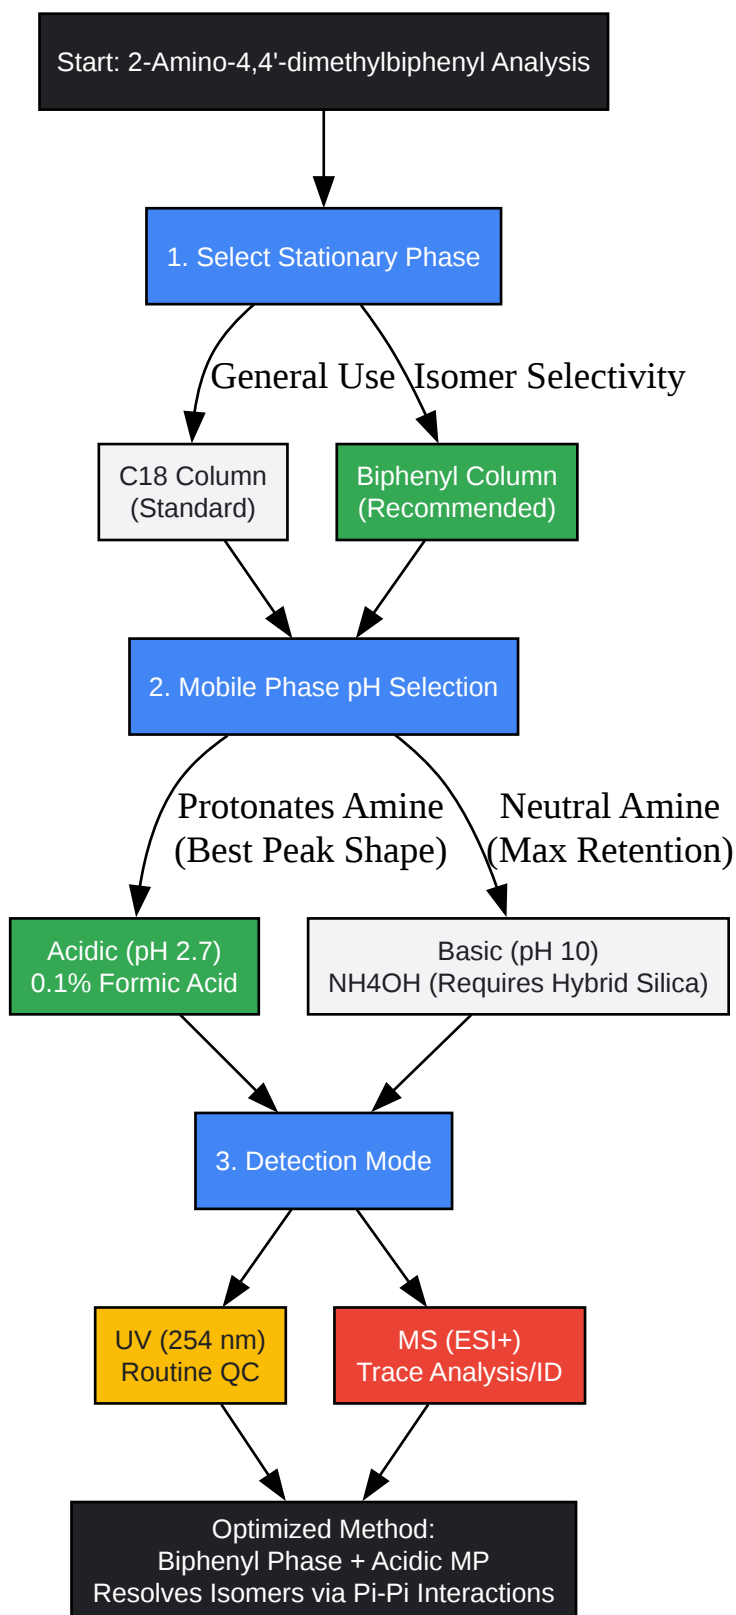 Start: 2-Amino-4,4'-dimethylbiphenyl Analysis
1. Select Stationary Phase
General Use
Isomer Selectivity
C18 Column
(Standard)
Biphenyl Column
(Recommended)
2. Mobile Phase pH Selection
Protonates Amine
(Best Peak Shape)
Neutral Amine
(Max Retention)
Acidic (pH 2.7)
0.1% Formic Acid
Basic (pH 10)
NH4OH (Requires Hybrid Silica)
3. Detection Mode
UV (254 nm)
Routine QC
MS (ESI+)
Trace Analysis/ID
Optimized Method:
Biphenyl Phase + Acidic MP
Resolves Isomers via Pi-Pi Interactions